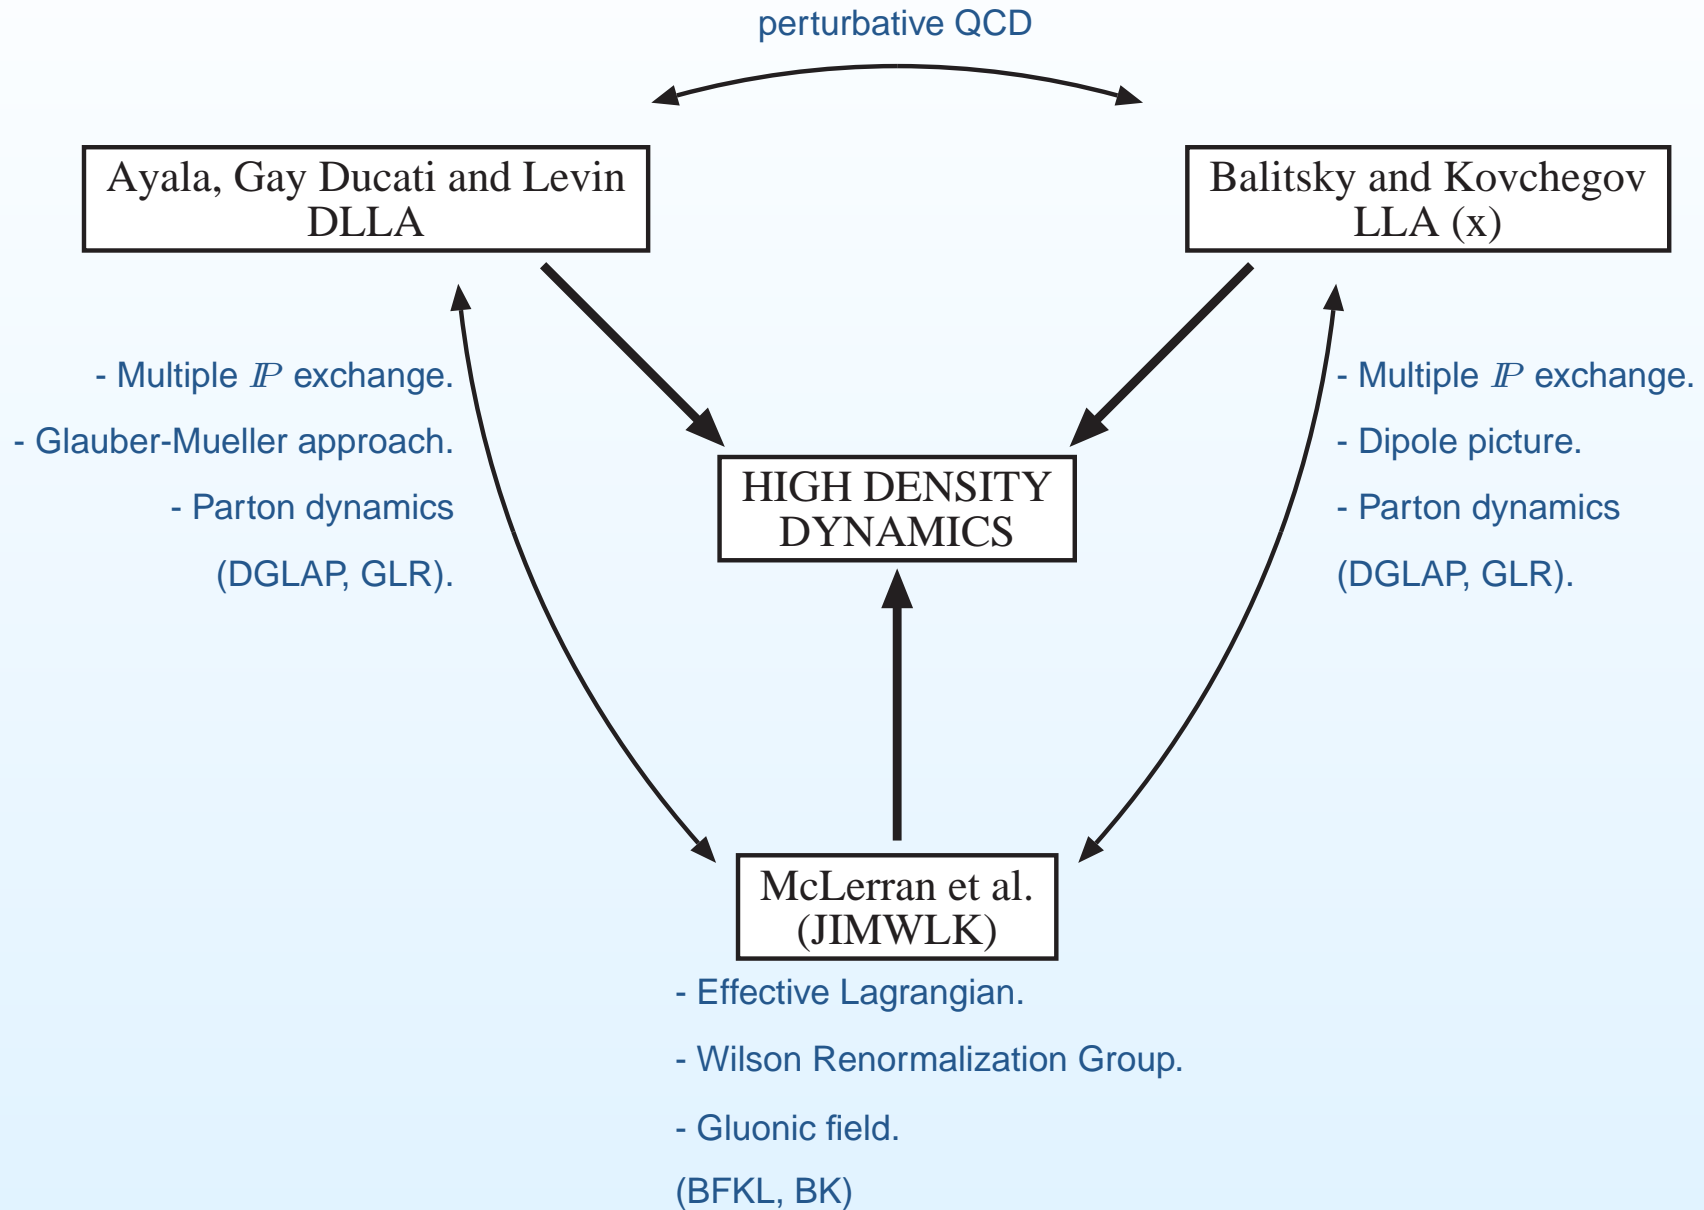 perturbative QCD
Ayala, Gay Ducati and Levin
DLLA
Balitsky and Kovchegov
LLA (x)
- Multiple IP exchange.
- Glauber-Mueller approach.
- Parton dynamics
(DGLAP, GLR).
- Multiple IP exchange.
- Dipole picture.
- Parton dynamics
(DGLAP, GLR).
HIGH DENSITY
DYNAMICS
McLerran et al.
(JIMWLK)
- Effective Lagrangian.
- Wilson Renormalization Group.
- Gluonic field.
(BFKL, BK)